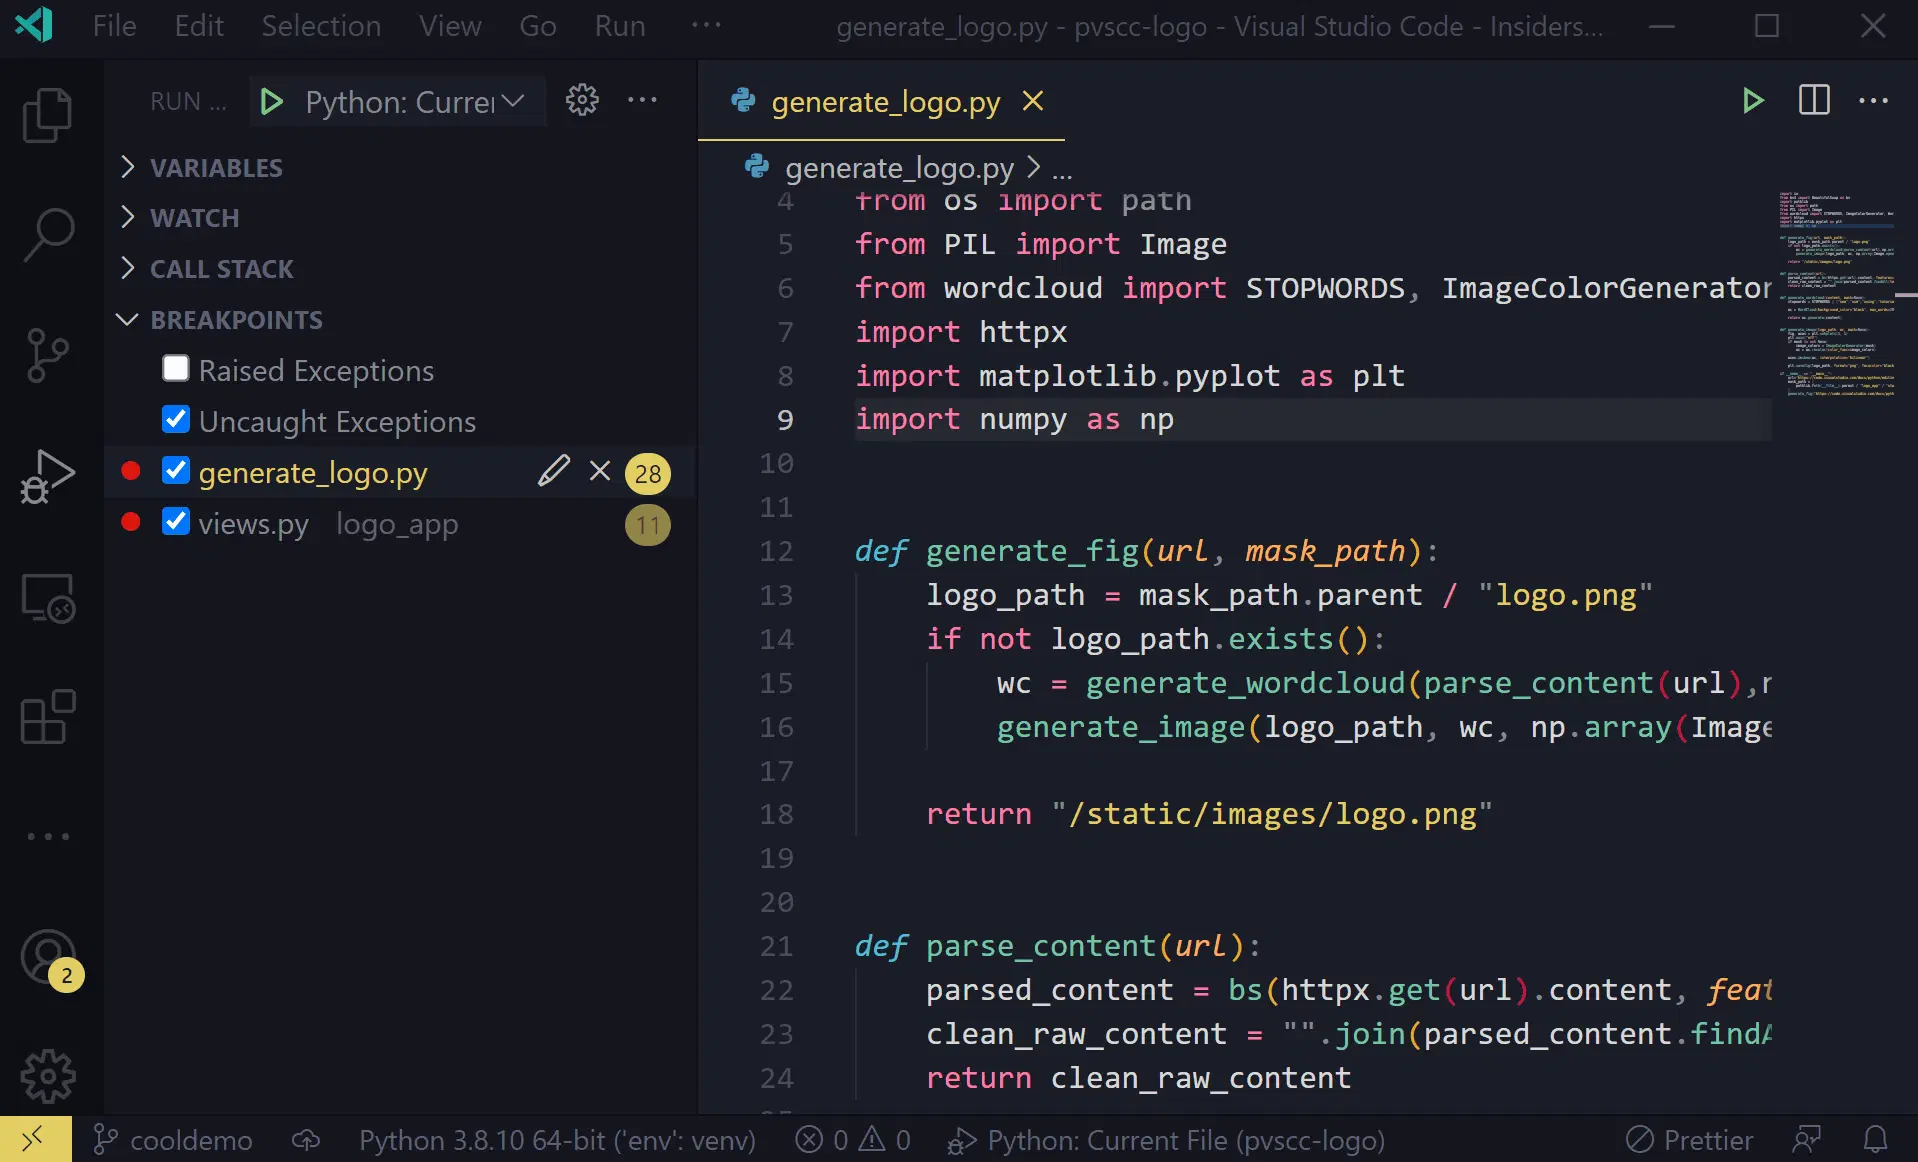 File Edit Selection View Go Run ··· generate_logo.py - pvscc-logo - Visual Studio Code - Insiders...
RUN ... Python: Currer
VARIABLES
WATCH
CALL STACK
BREAKPOINTS
Raised Exceptions
Uncaught Exceptions
generate_logo.py 28
views.py logo_app 11
2
generate_logo.py
generate_logo.py > ...
4 from os import path
5 from PIL import Image
6 from wordcloud import STOPWORDS, ImageColorGenerator
7 import httpx
8 import matplotlib.pyplot as plt
9 import numpy as np
10
11
12 def generate_fig(url, mask_path):
13 logo_path = mask_path.parent / "logo.png"
14 if not logo_path.exists():
15 wc = generate_wordcloud(parse_content(url),
16 generate_image(logo_path, wc, np.array(Image
17
18 return "/static/images/logo.png"
19
20
21 def parse_content(url):
22 parsed_content = bs(httpx.get(url).content, feat
23 clean_raw_content = "".join(parsed_content.findA
24 return clean_raw_content
cooldemo Python 3.8.10 64-bit ('env': venv) 0 0 Python: Current File (pvscc-logo) Prettier